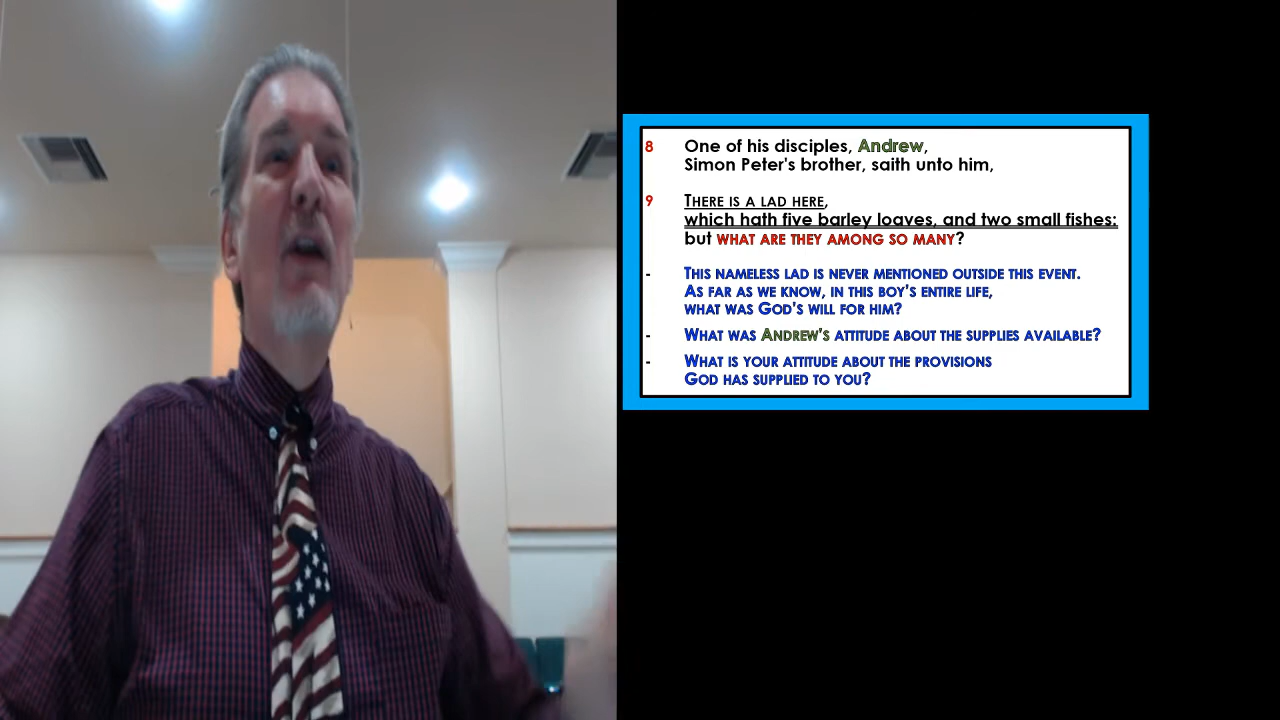 8 One of his disciples, Andrew,
Simon Peter's brother, saith unto him,
9 There is a lad here,
which hath five barley loaves, and two small fishes:
but what are they among so many?
- This nameless lad is never mentioned outside this event.
As far as we know, in this boy's entire life,
what was God's will for him?
- What was Andrew's attitude about the supplies available?
- What is your attitude about the provisions
God has supplied to you?